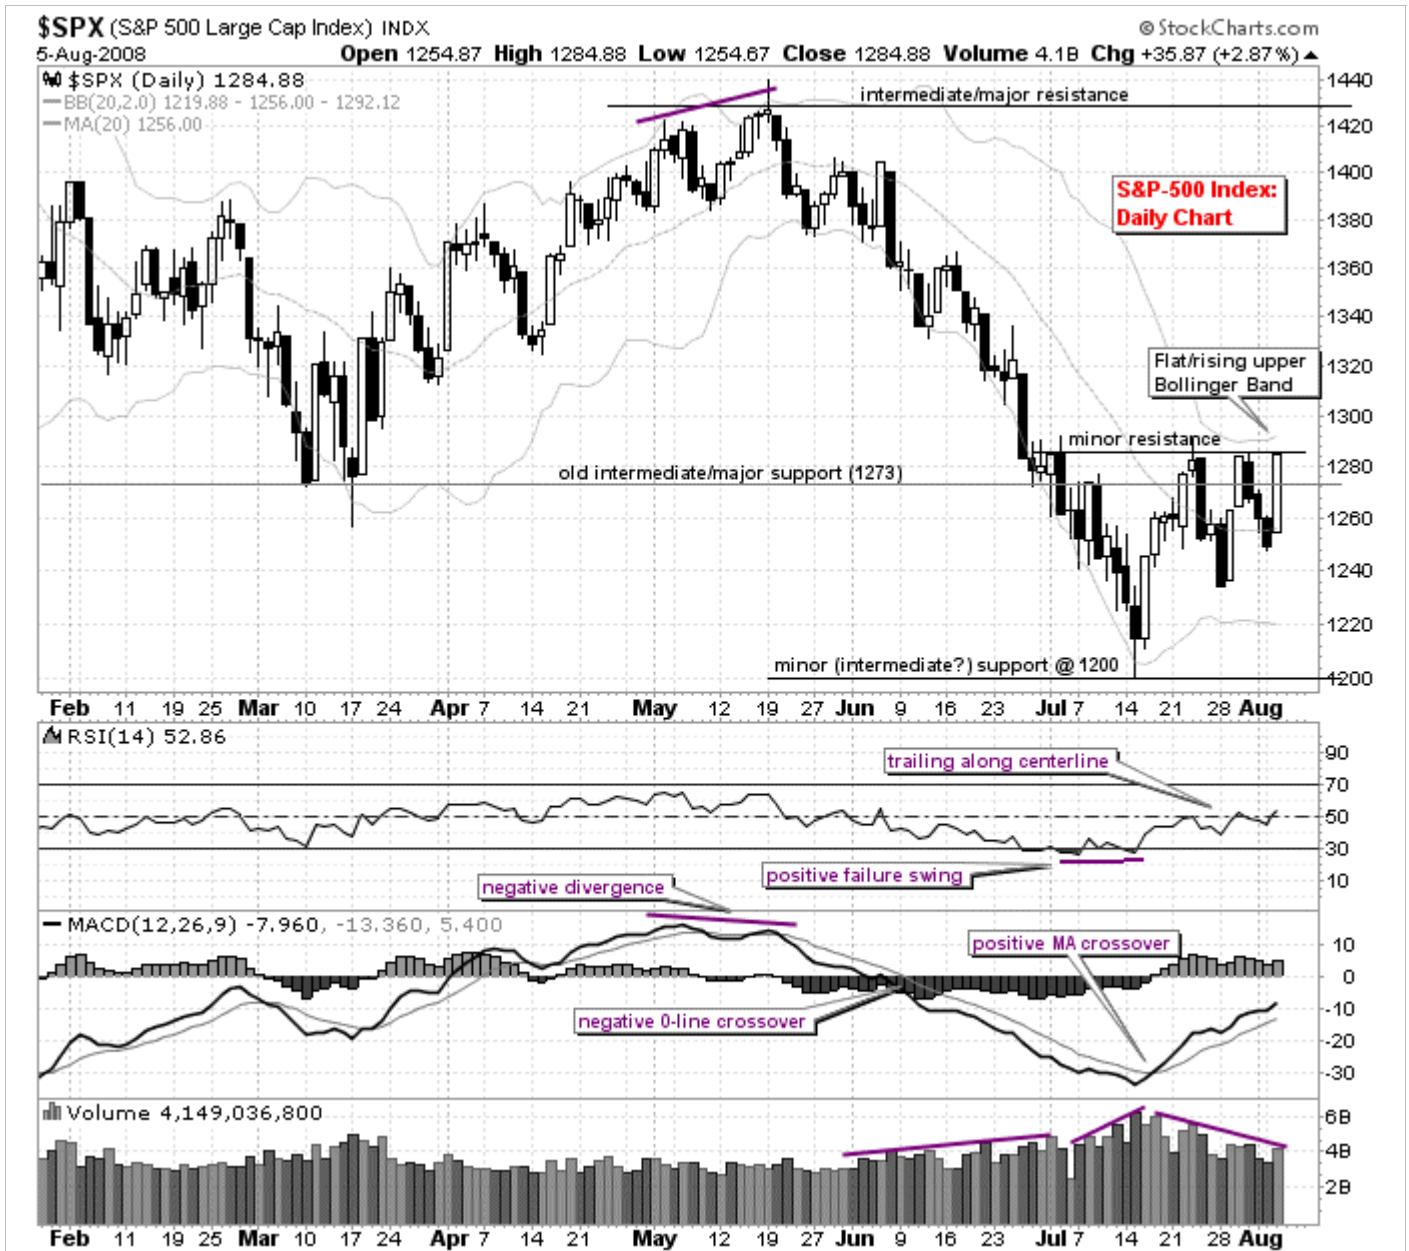 $SPX (S&P 500 Large Cap Index) INDX
© StockCharts.com
5-Aug-2008
Open 1254.87 High 1284.88 Low 1254.67 Close 1284.88 Volume 4.1B Chg +35.87 (+2.87%)
$SPX (Daily) 1284.88
BB(20,2.0) 1219.88 - 1256.00 - 1292.12
MA(20) 1256.00
intermediate/major resistance
S&P-500 Index:
Daily Chart
Flat/rising upper
Bollinger Band
minor resistance
old intermediate/major support (1273)
minor (intermediate?) support @ 1200
1440
1420
1400
1380
1360
1340
1320
1300
1280
1260
1240
1220
1200
Feb 11 19 25 Mar 10 17 24 Apr 7 14 21 May 12 19 27 Jun 9 16 23 Jul 7 14 21 28 Aug
RSI(14) 52.86
trailing along centerline
positive failure swing
90
70
50
30
10
negative divergence
MACD(12,26,9) -7.960, -13.360, 5.400
positive MA crossover
negative 0-line crossover
10
0
-10
-20
-30
Volume 4,149,036,800
6B
4B
2B
Feb 11 19 25 Mar 10 17 24 Apr 7 14 21 May 12 19 27 Jun 9 16 23 Jul 7 14 21 28 Aug